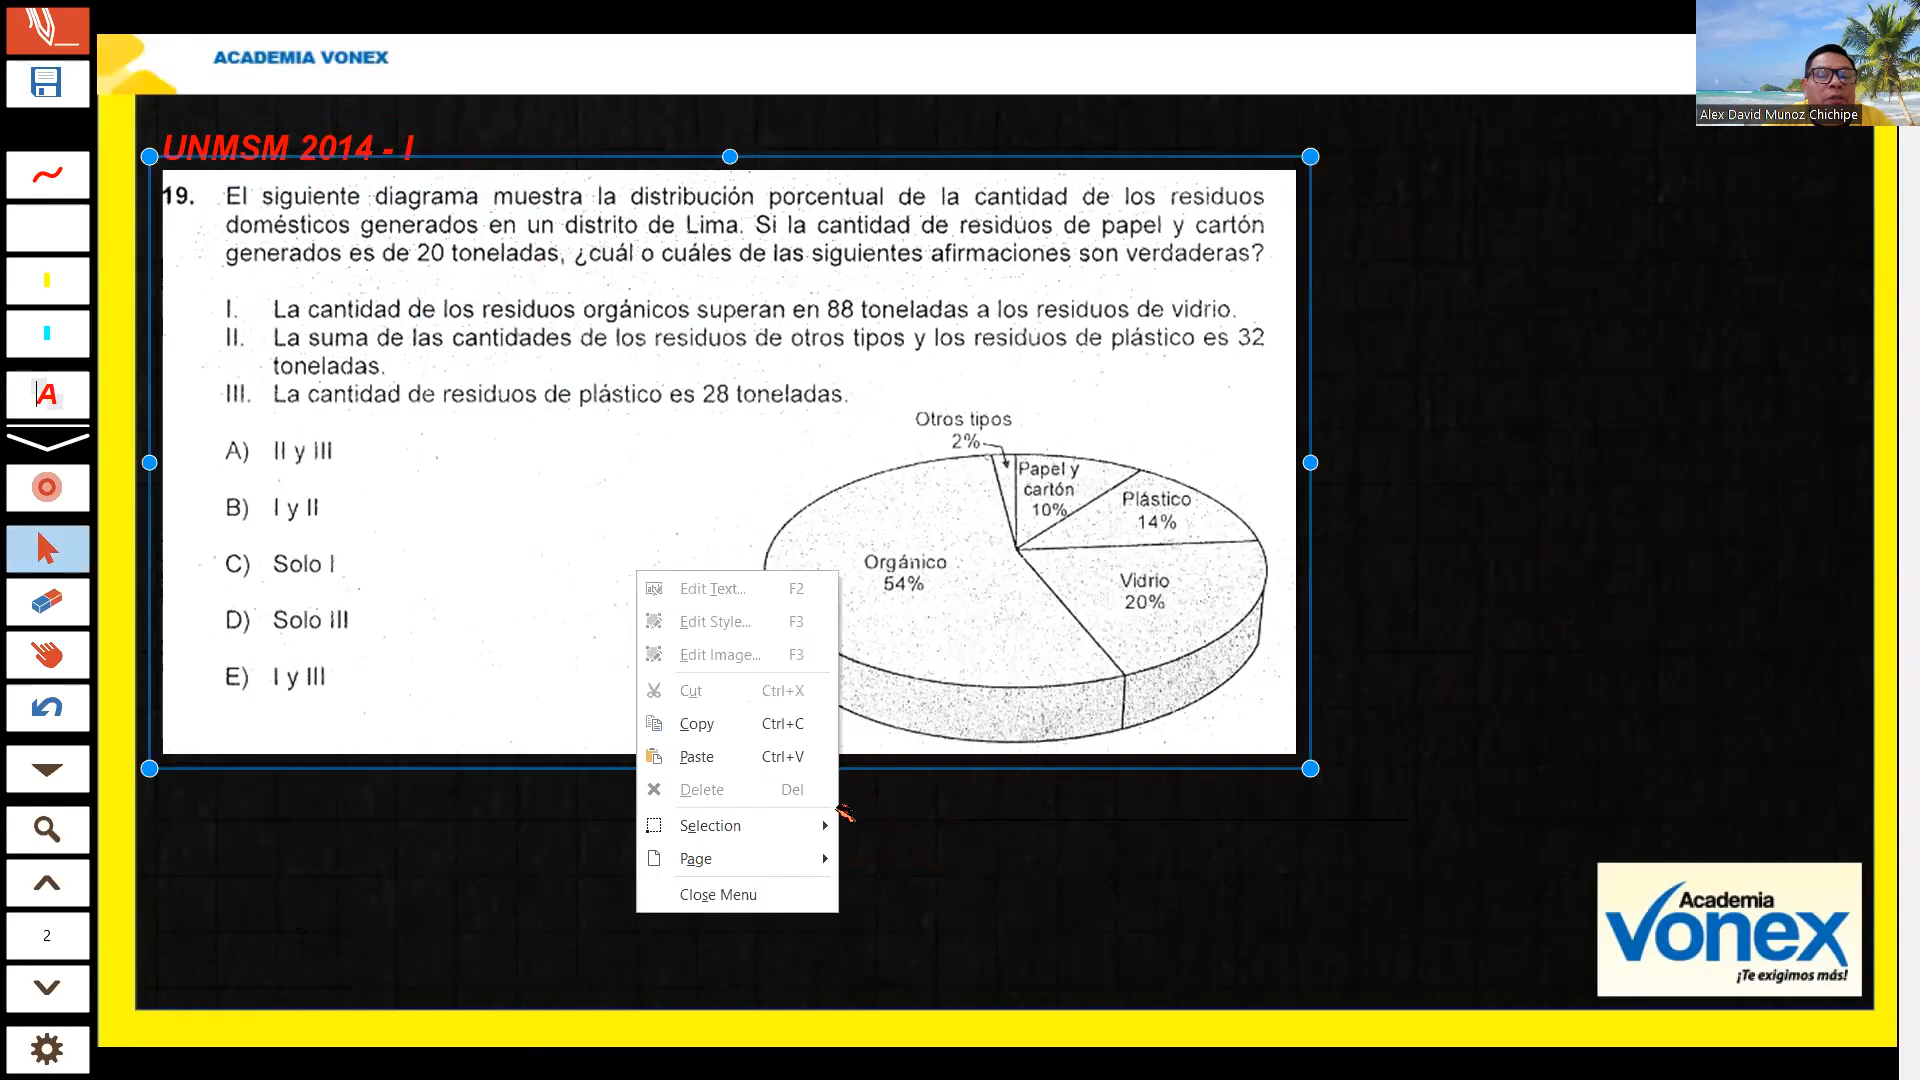 ACADEMIA VONEX
Alex David Munoz Chichipe
UNMSM 2014 - I
19. El siguiente diagrama muestra la distribución porcentual de la cantidad de los residuos
domésticos generados en un distrito de Lima. Si la cantidad de residuos de papel y cartón
generados es de 20 toneladas, ¿cuál o cuáles de las siguientes afirmaciones son verdaderas?
I. La cantidad de los residuos orgánicos superan en 88 toneladas a los residuos de vidrio.
II. La suma de las cantidades de los residuos de otros tipos y los residuos de plástico es 32
toneladas.
III. La cantidad de residuos de plástico es 28 toneladas.
A) II y III
B) I y II
C) Solo I
D) Solo III
E) I y III
Otros tipos
2%
Papel y
cartón
10%
Plástico
14%
Orgánico
54%
Vidrio
20%
Edit Text... F2
Edit Style... F3
Edit Image... F3
Cut Ctrl+X
Copy Ctrl+C
Paste Ctrl+V
Delete Del
Selection
Page
Close Menu
A
2
Academia
vonex
¡Te exigimos más!